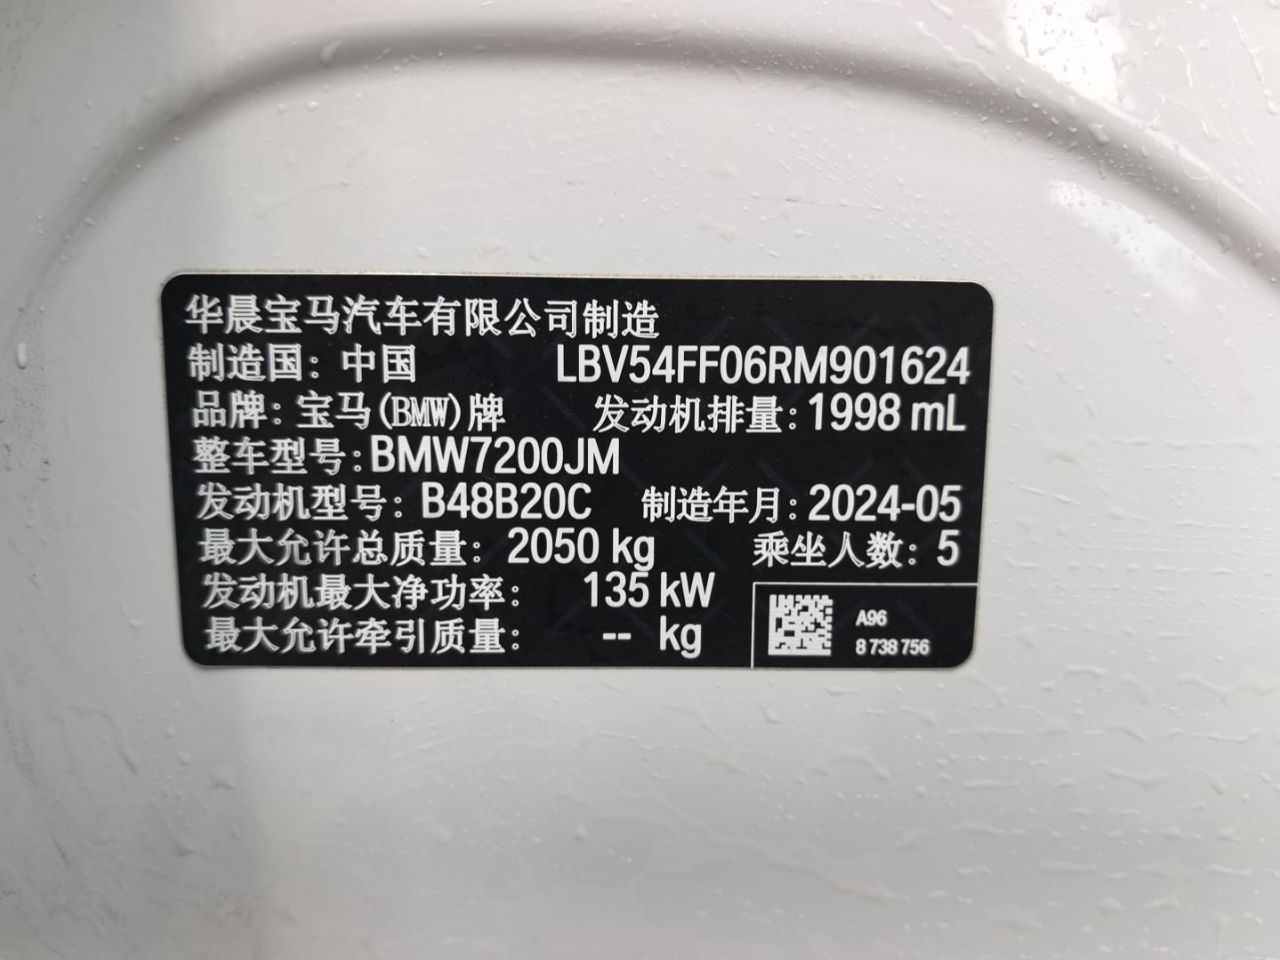 华晨宝马汽车有限公司制造
制造国：中国 LBV54FF06RM901624
品牌：宝马(BMW)牌 发动机排量：1998 mL
整车型号：BMW7200JM
发动机型号：B48B20C 制造年月：2024-05
最大允许总质量：2050 kg 乘坐人数：5
发动机最大净功率：135 kW
最大允许牵引质量：-- kg
A96
8 738 756